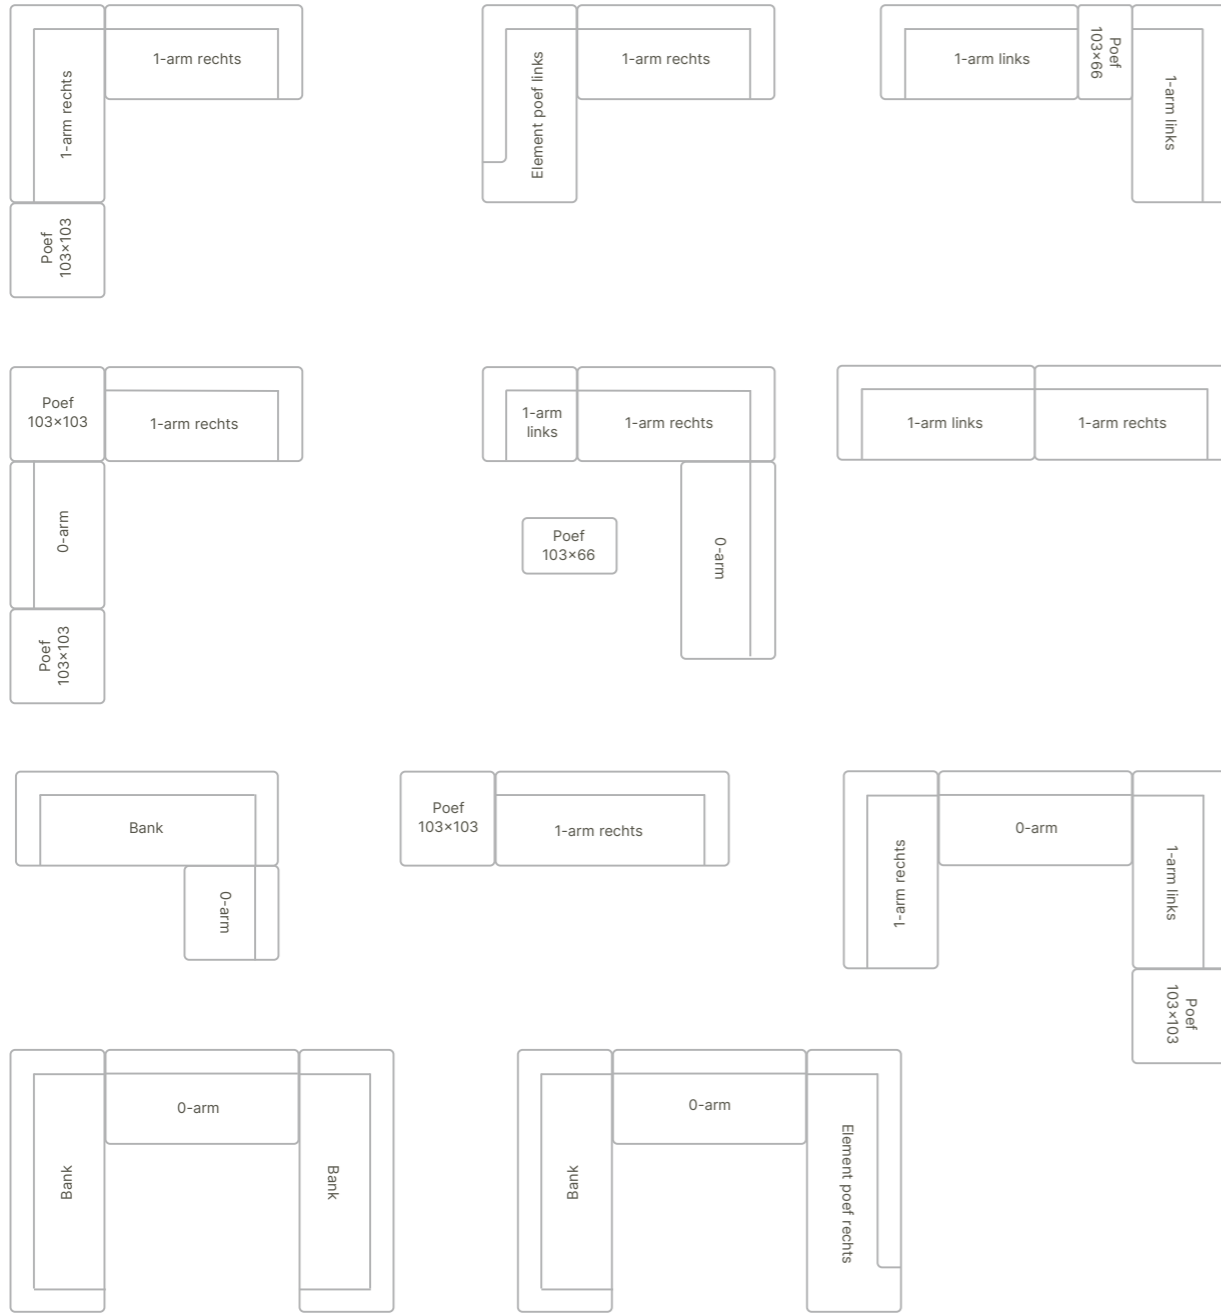 1-arm rechts
1-arm rechts
Poef
103×103
Element poef links
1-arm rechts
1-arm links
Poef
103×66
1-arm links
Poef
103×103
1-arm rechts
0-arm
Poef
103×103
1-arm
links
1-arm rechts
Poef
103×66
0-arm
1-arm links
1-arm rechts
Bank
0-arm
Poef
103×103
1-arm rechts
1-arm rechts
0-arm
1-arm links
Poef
103×103
Bank
0-arm
Bank
Bank
0-arm
Element poef rechts